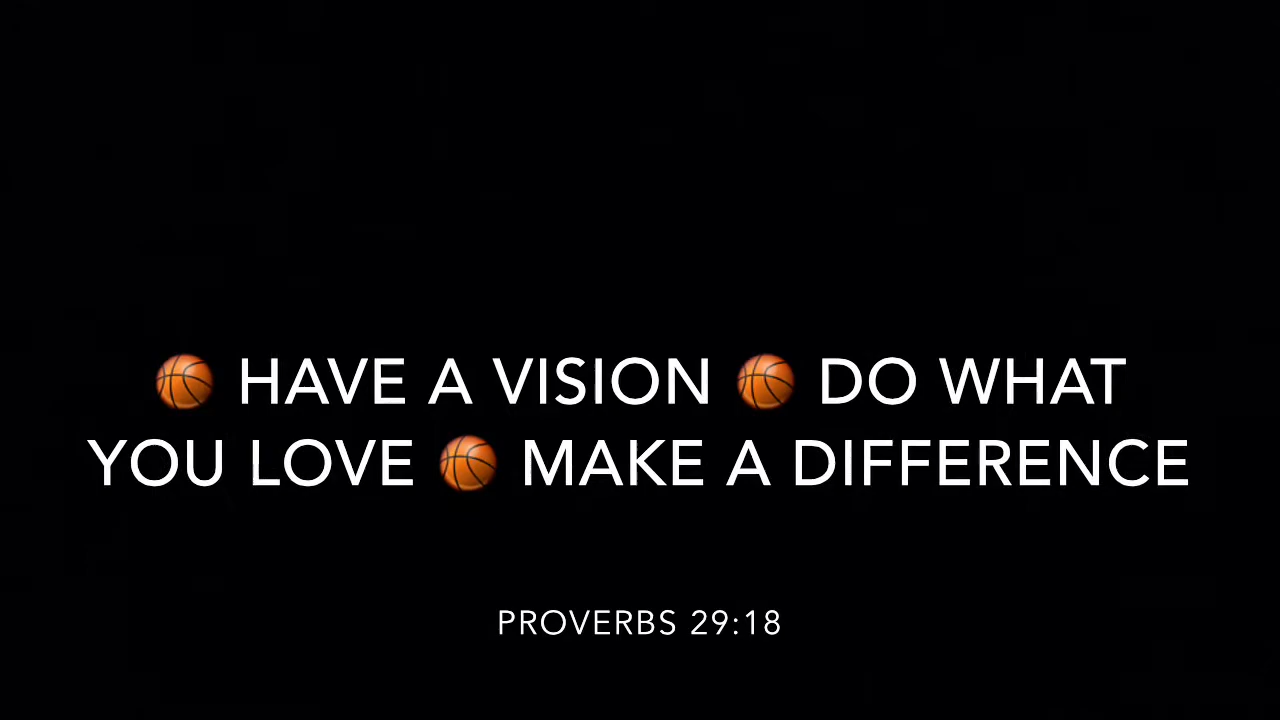 🏀 HAVE A VISION 🏀 DO WHAT
YOU LOVE 🏀 MAKE A DIFFERENCE
PROVERBS 29:18